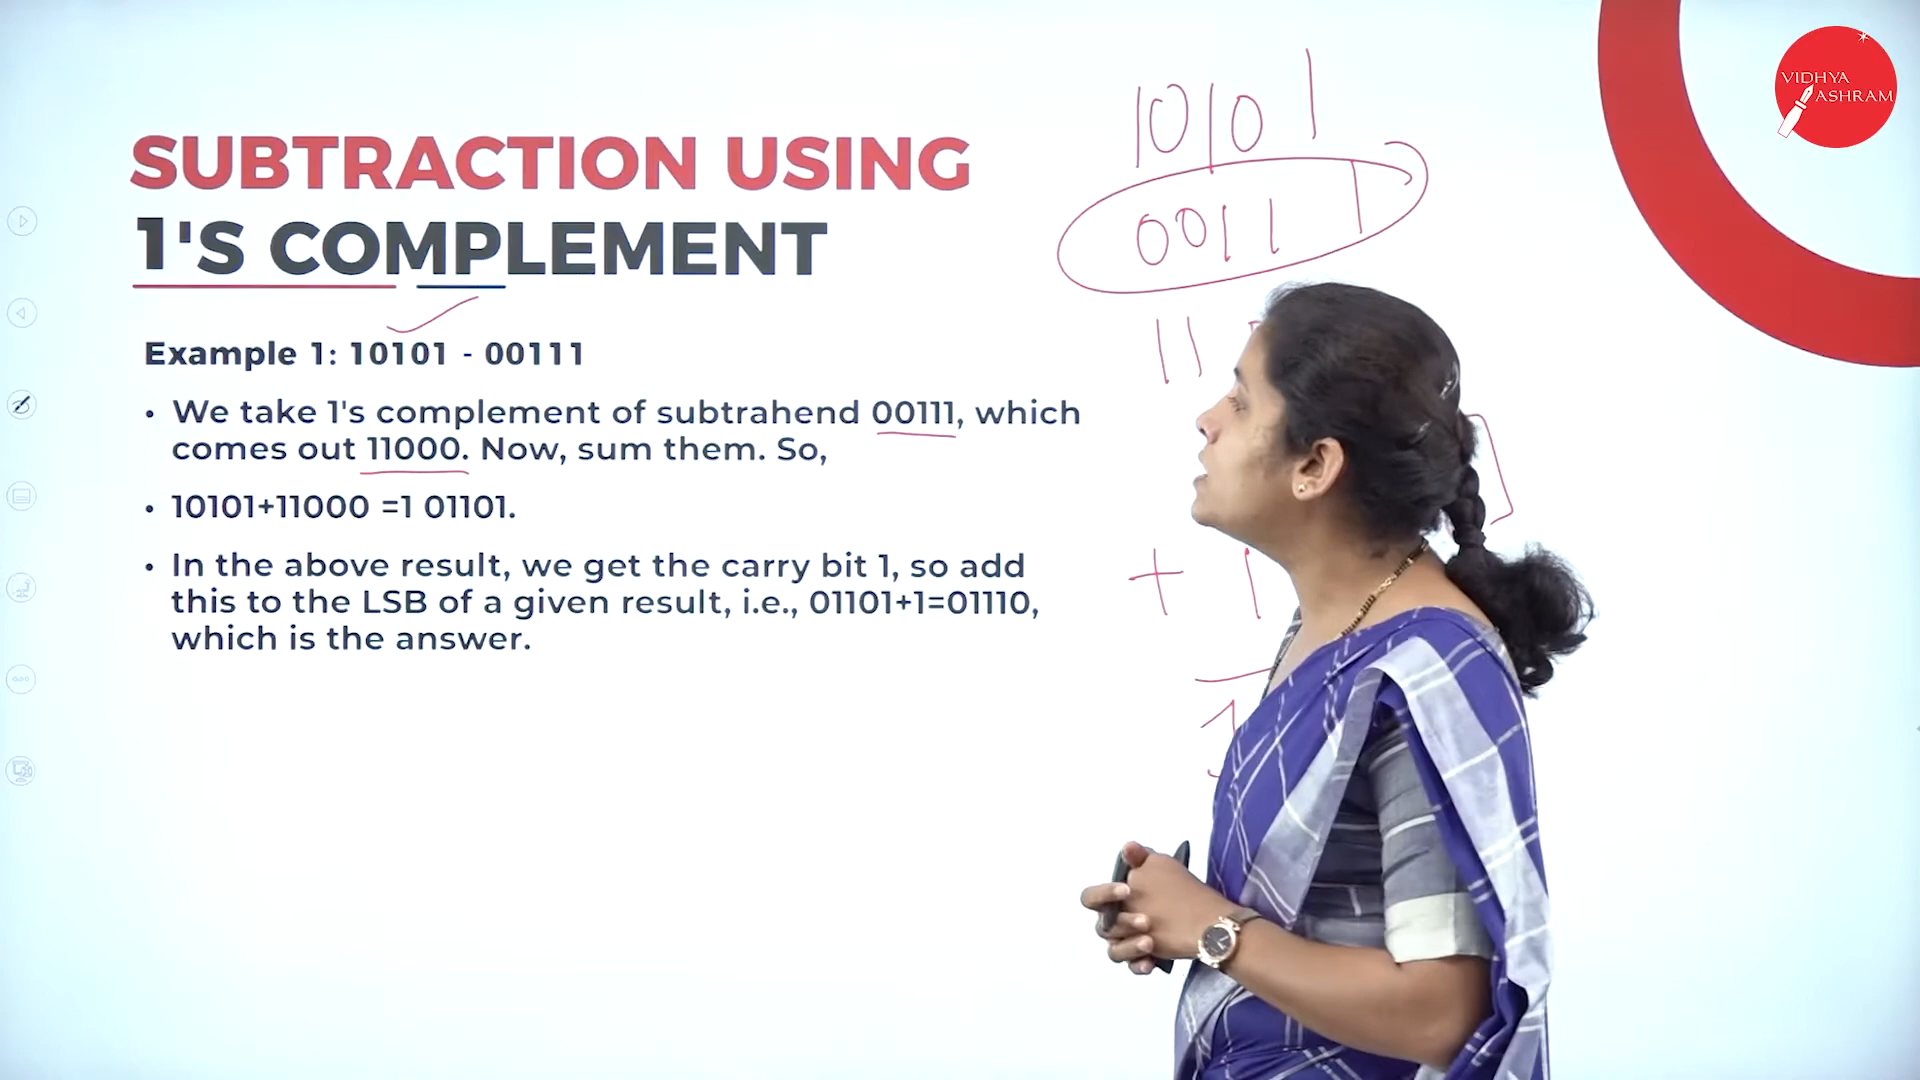 VIDHYA
ASHRAM
SUBTRACTION USING
1'S COMPLEMENT
Example 1: 10101 - 00111
• We take 1's complement of subtrahend 00111, which
comes out 11000. Now, sum them. So,
• 10101+11000 =1 01101.
• In the above result, we get the carry bit 1, so add
this to the LSB of a given result, i.e., 01101+1=01110,
which is the answer.
10101
00111
11
+ 1